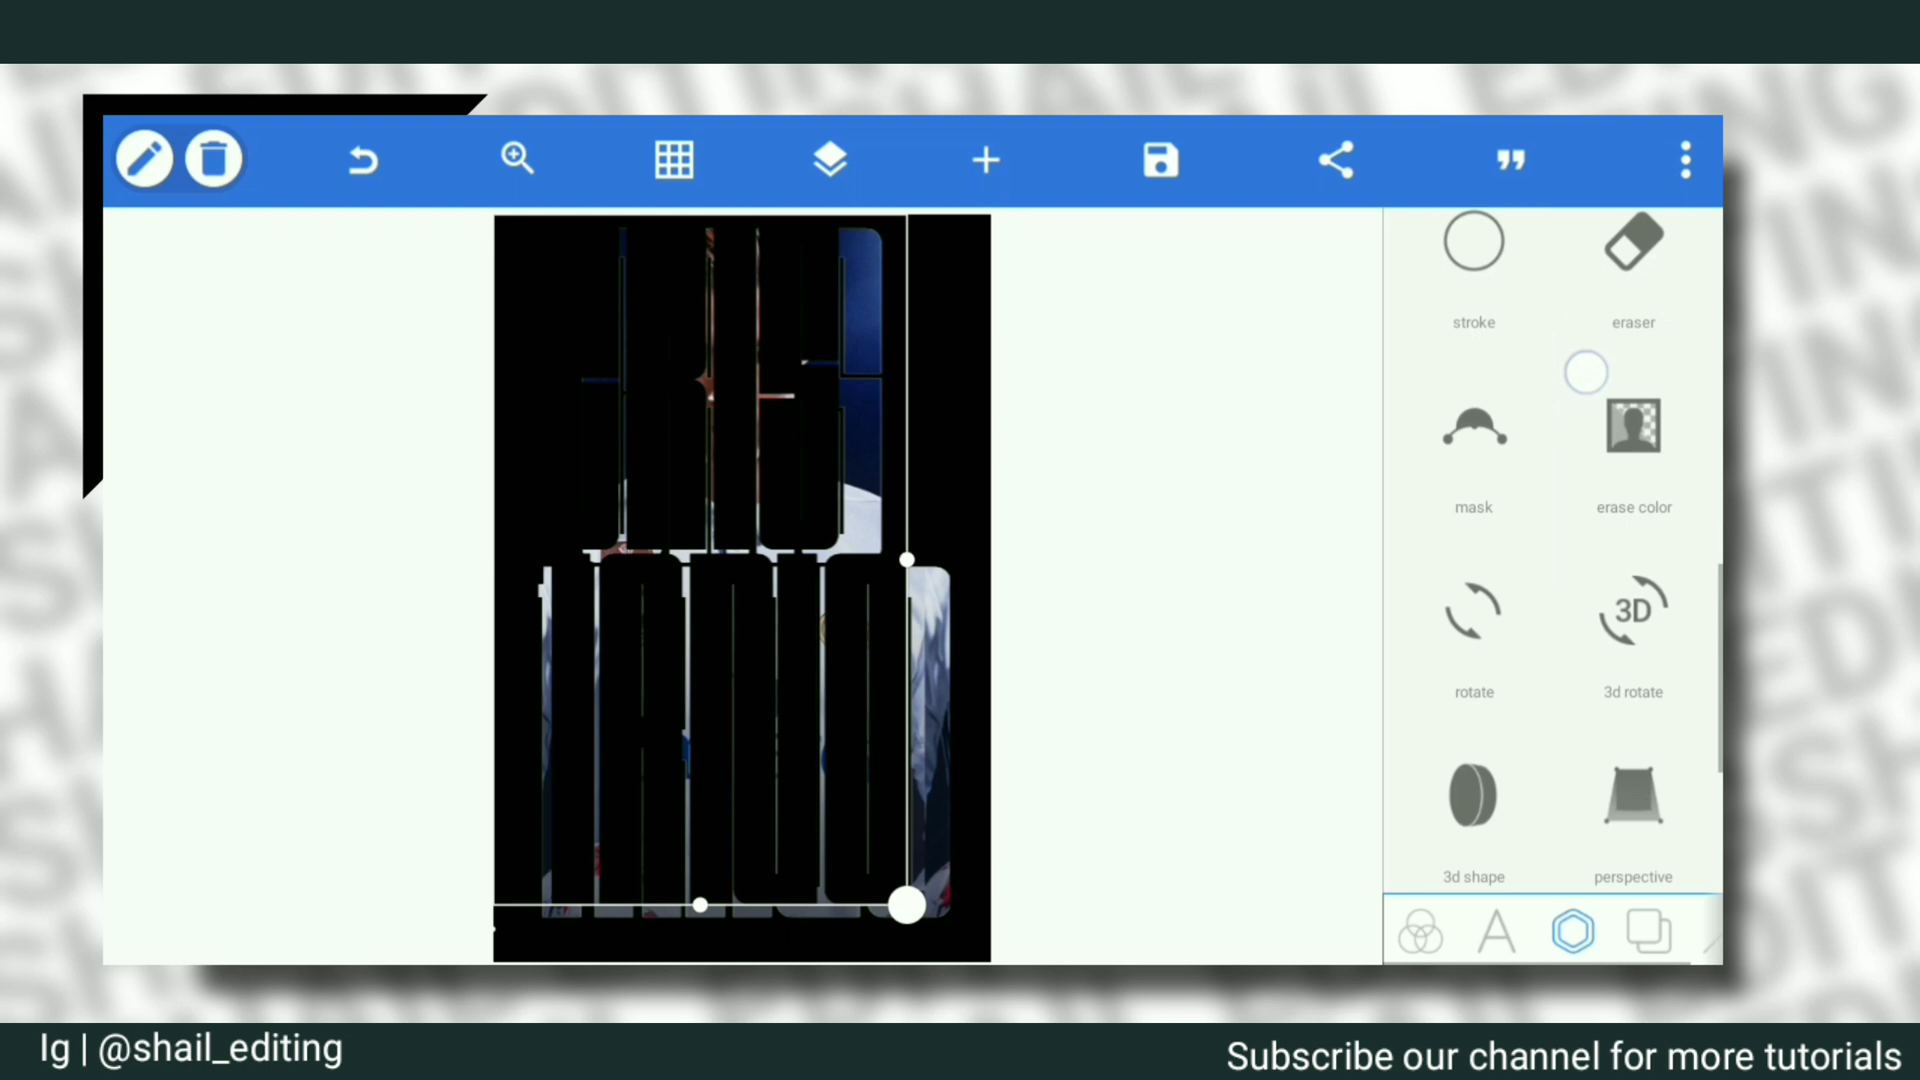 3D
stroke
eraser
mask
erase color
rotate
3d rotate
3d shape
perspective
Ig | @shail_editing
Subscribe our channel for more tutorials